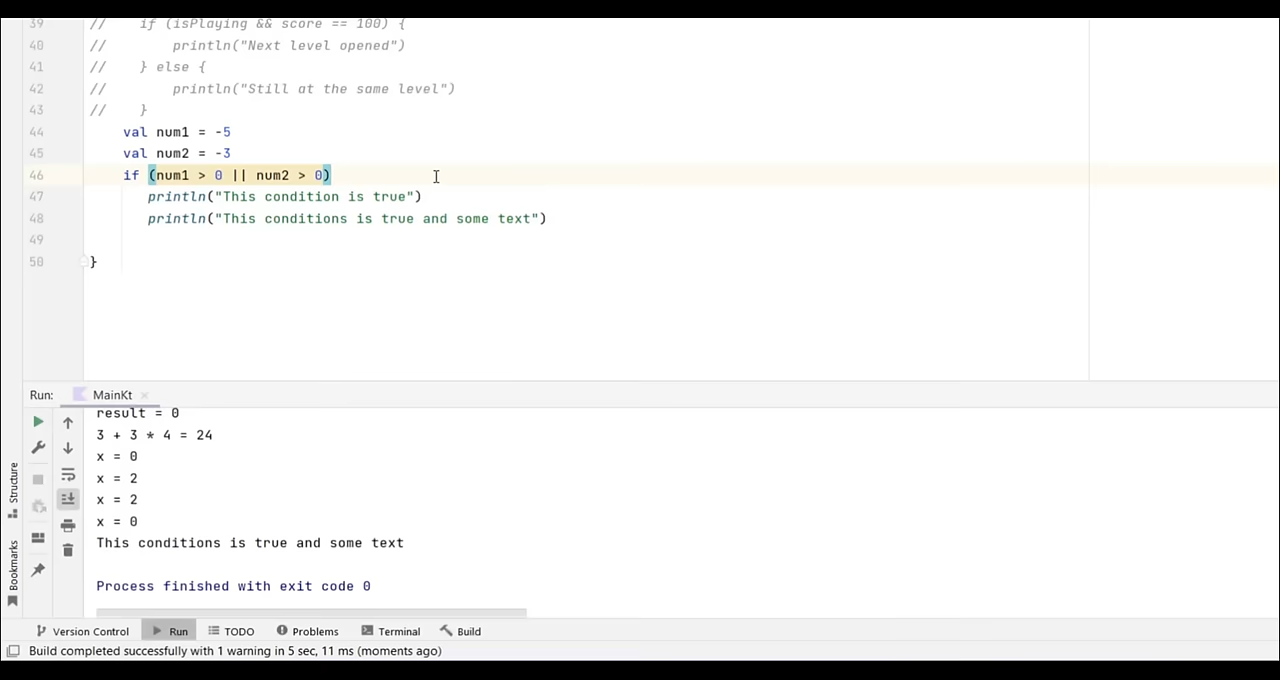 39 // if (isPlaying && score == 100) {
40 // println("Next level opened")
41 // } else {
42 // println("Still at the same level")
43 // }
44 val num1 = -5
45 val num2 = -3
46 if (num1 > 0 || num2 > 0)
47 println("This condition is true")
48 println("This conditions is true and some text")
49
50 }
Run: MainKt
result = 0
3 + 3 * 4 = 24
x = 0
x = 2
x = 2
x = 0
This conditions is true and some text
Process finished with exit code 0
Structure
Bookmarks
Version Control Run TODO Problems Terminal Build
Build completed successfully with 1 warning in 5 sec, 11 ms (moments ago)